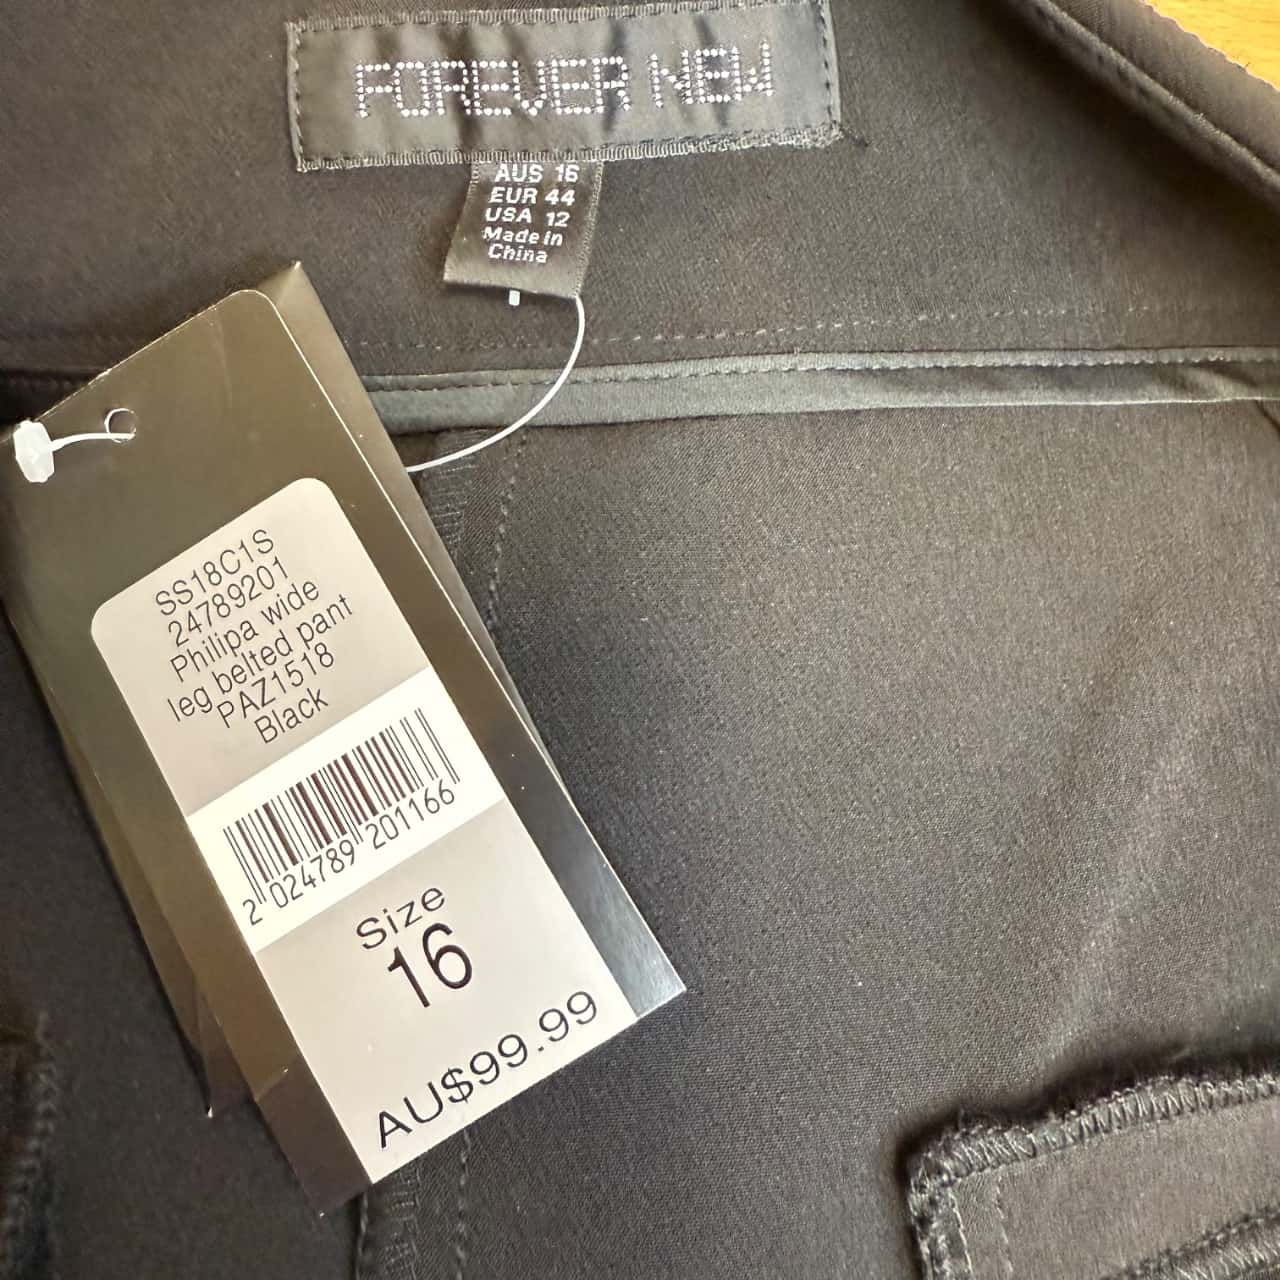 FOREVER NEW
AUS 16
EUR 44
USA 12
Made in
China
SS18C1S
24789201
Philipa wide
leg belted pant
PAZ1518
Black
2 024789 201166
Size
16
AU$99.99